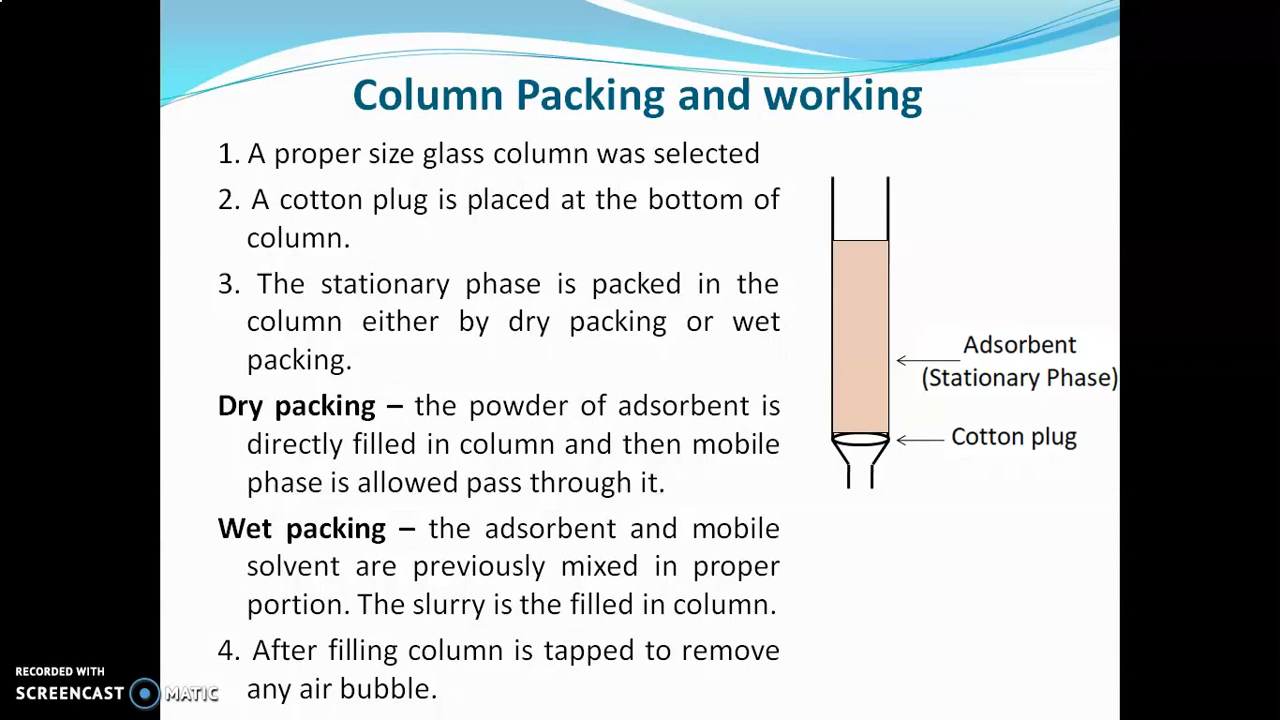 Column Packing and working
1. A proper size glass column was selected
2. A cotton plug is placed at the bottom of
column.
3. The stationary phase is packed in the
column either by dry packing or wet
packing.
Dry packing – the powder of adsorbent is
directly filled in column and then mobile
phase is allowed pass through it.
Wet packing – the adsorbent and mobile
solvent are previously mixed in proper
portion. The slurry is the filled in column.
4. After filling column is tapped to remove
any air bubble.
Adsorbent
(Stationary Phase)
Cotton plug
RECORDED WITH
SCREENCAST MATIC